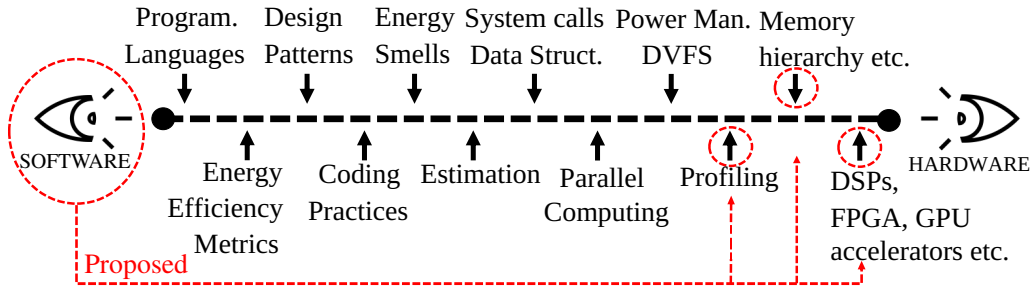 Program.
Languages
Design
Patterns
Energy
Smells
System calls
Data Struct.
Power Man.
DVFS
Memory
hierarchy etc.
SOFTWARE
HARDWARE
Energy
Efficiency
Metrics
Coding
Practices
Estimation
Parallel
Computing
Profiling
DSPs,
FPGA, GPU
accelerators etc.
Proposed